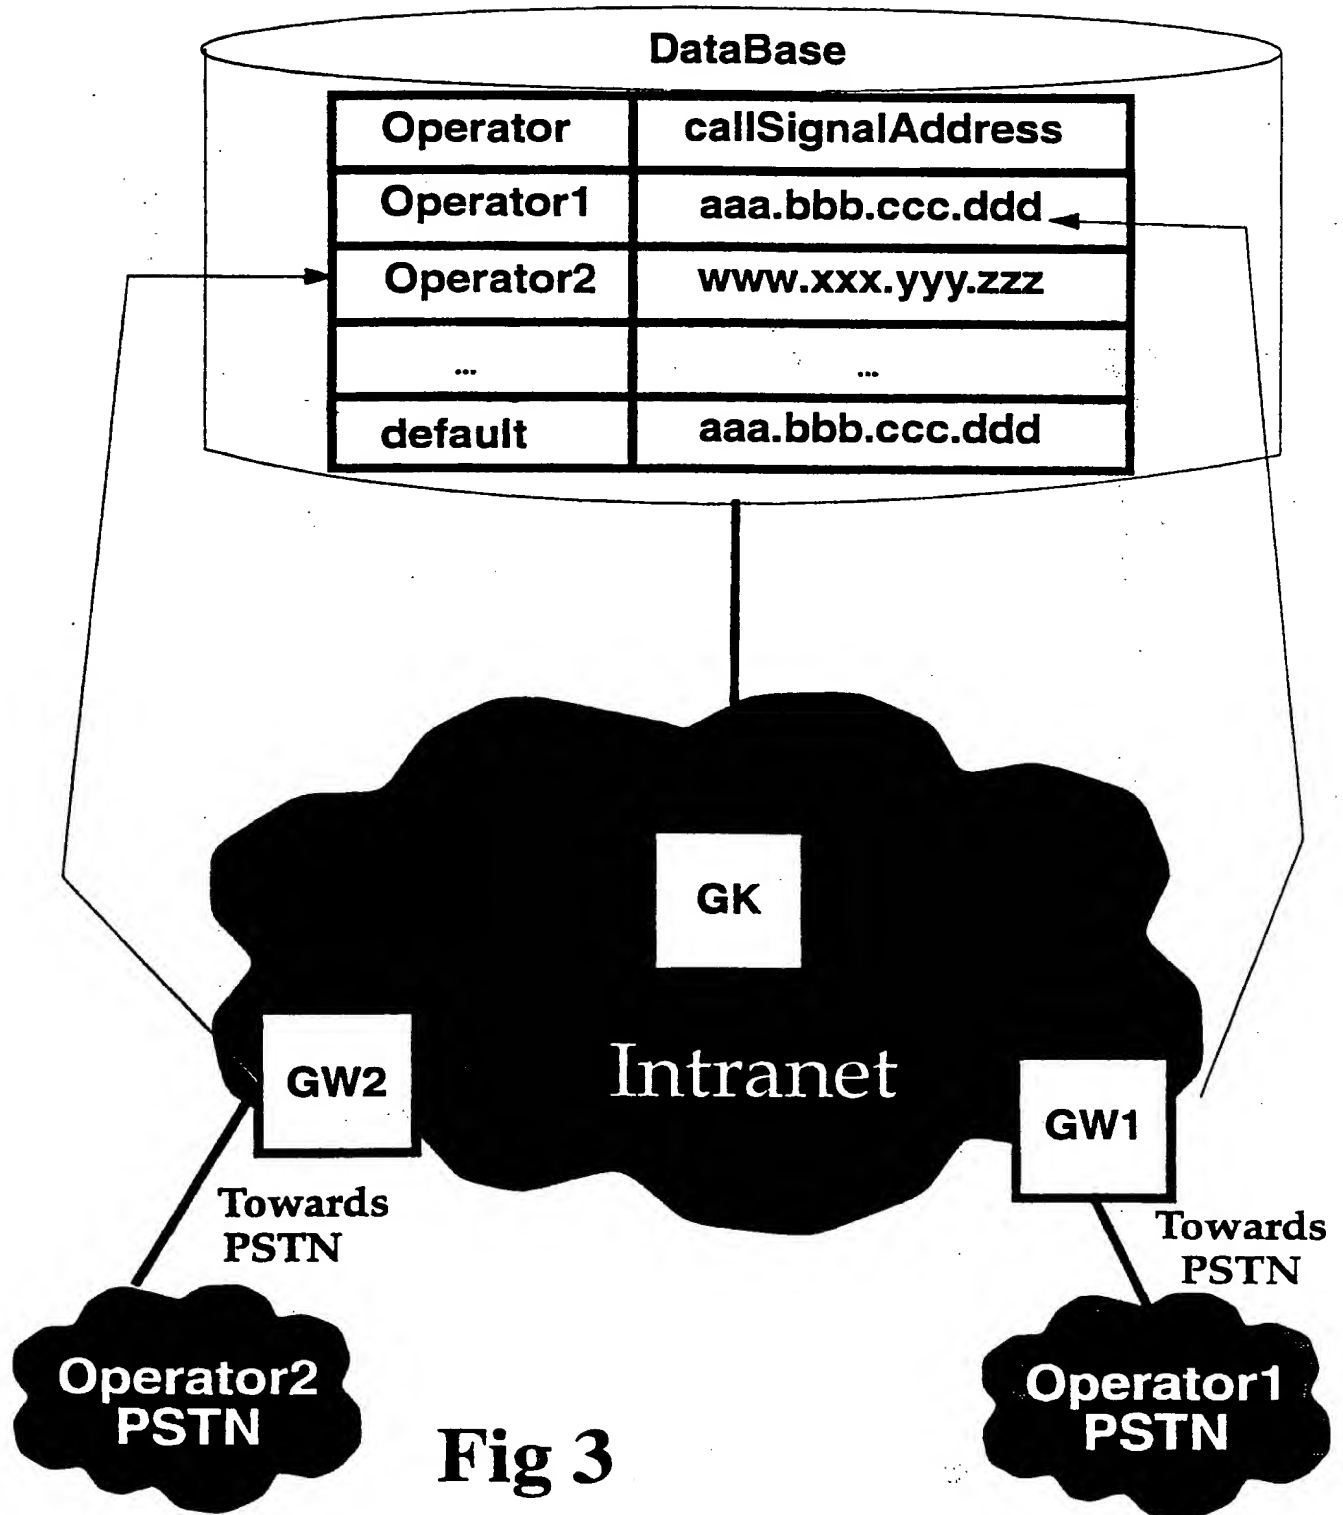 DataBase
Operator callSignalAddress
Operator1 aaa.bbb.ccc.ddd
Operator2 www.xxx.yyy.zzz
... ...
default aaa.bbb.ccc.ddd
GK
Intranet
GW2
GW1
Towards
PSTN
Towards
PSTN
Operator2
PSTN
Operator1
PSTN
Fig 3